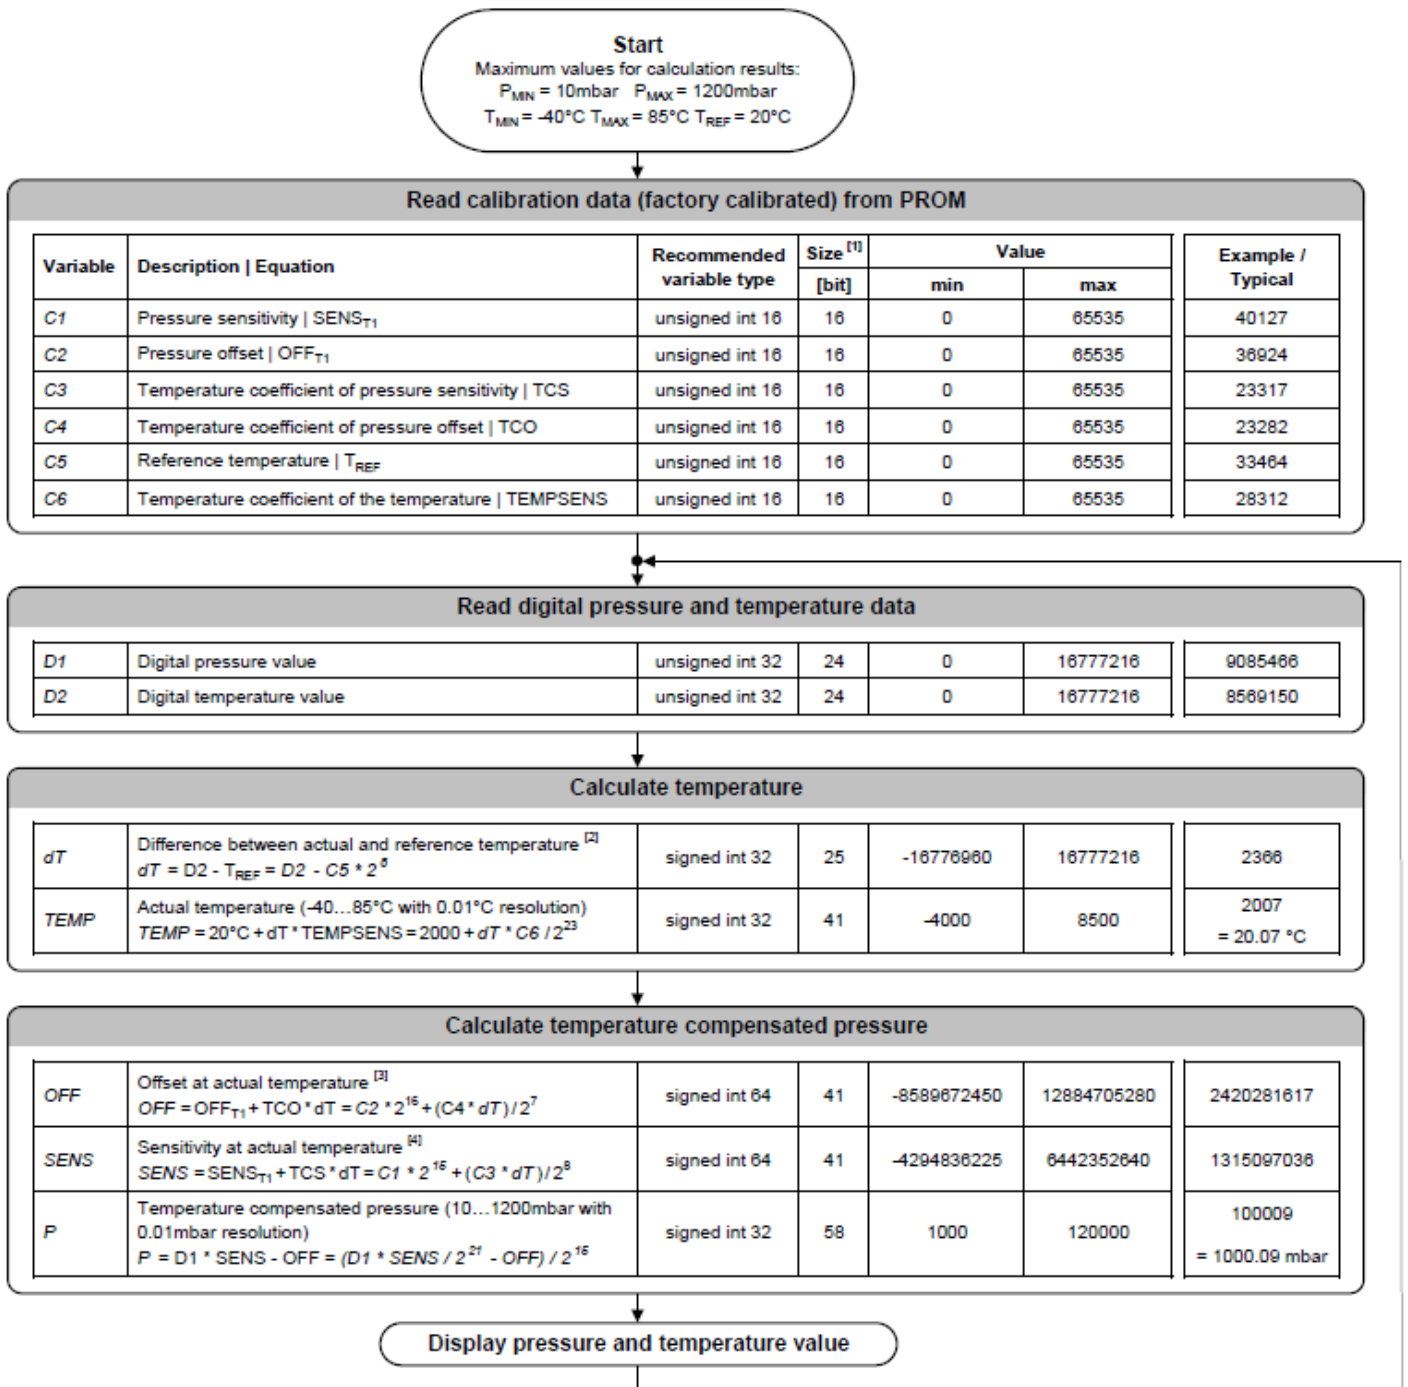 Start
Maximum values for calculation results:
P_MIN = 10mbar P_MAX = 1200mbar
T_MIN = -40°C T_MAX = 85°C T_REF = 20°C
Read calibration data (factory calibrated) from PROM
Variable | Description | Equation | Recommended variable type | Size [1] [bit] | Value min | max | Example / Typical
C1 | Pressure sensitivity | SENS_T1 | unsigned int 16 | 16 | 0 | 65535 | 40127
C2 | Pressure offset | OFF_T1 | unsigned int 16 | 16 | 0 | 65535 | 36924
C3 | Temperature coefficient of pressure sensitivity | TCS | unsigned int 16 | 16 | 0 | 65535 | 23317
C4 | Temperature coefficient of pressure offset | TCO | unsigned int 16 | 16 | 0 | 65535 | 23282
C5 | Reference temperature | T_REF | unsigned int 16 | 16 | 0 | 65535 | 33464
C6 | Temperature coefficient of the temperature | TEMPSENS | unsigned int 16 | 16 | 0 | 65535 | 28312
Read digital pressure and temperature data
D1 | Digital pressure value | unsigned int 32 | 24 | 0 | 16777216 | 9085466
D2 | Digital temperature value | unsigned int 32 | 24 | 0 | 16777216 | 8569150
Calculate temperature
dT | Difference between actual and reference temperature [2]
dT = D2 - T_REF = D2 - C5 * 2^8 | signed int 32 | 25 | -16776960 | 16777216 | 2366
TEMP | Actual temperature (-40…85°C with 0.01°C resolution)
TEMP = 20°C + dT * TEMPSENS = 2000 + dT * C6 / 2^23 | signed int 32 | 41 | -4000 | 8500 | 2007
= 20.07 °C
Calculate temperature compensated pressure
OFF | Offset at actual temperature [3]
OFF = OFF_T1 + TCO * dT = C2 * 2^16 + (C4 * dT) / 2^7 | signed int 64 | 41 | -8589672450 | 12884705280 | 2420281617
SENS | Sensitivity at actual temperature [4]
SENS = SENS_T1 + TCS * dT = C1 * 2^15 + (C3 * dT) / 2^8 | signed int 64 | 41 | -4294836225 | 6442352640 | 1315097036
P | Temperature compensated pressure (10…1200mbar with
0.01mbar resolution)
P = D1 * SENS - OFF = (D1 * SENS / 2^21 - OFF) / 2^15 | signed int 32 | 58 | 1000 | 120000 | 100009
= 1000.09 mbar
Display pressure and temperature value